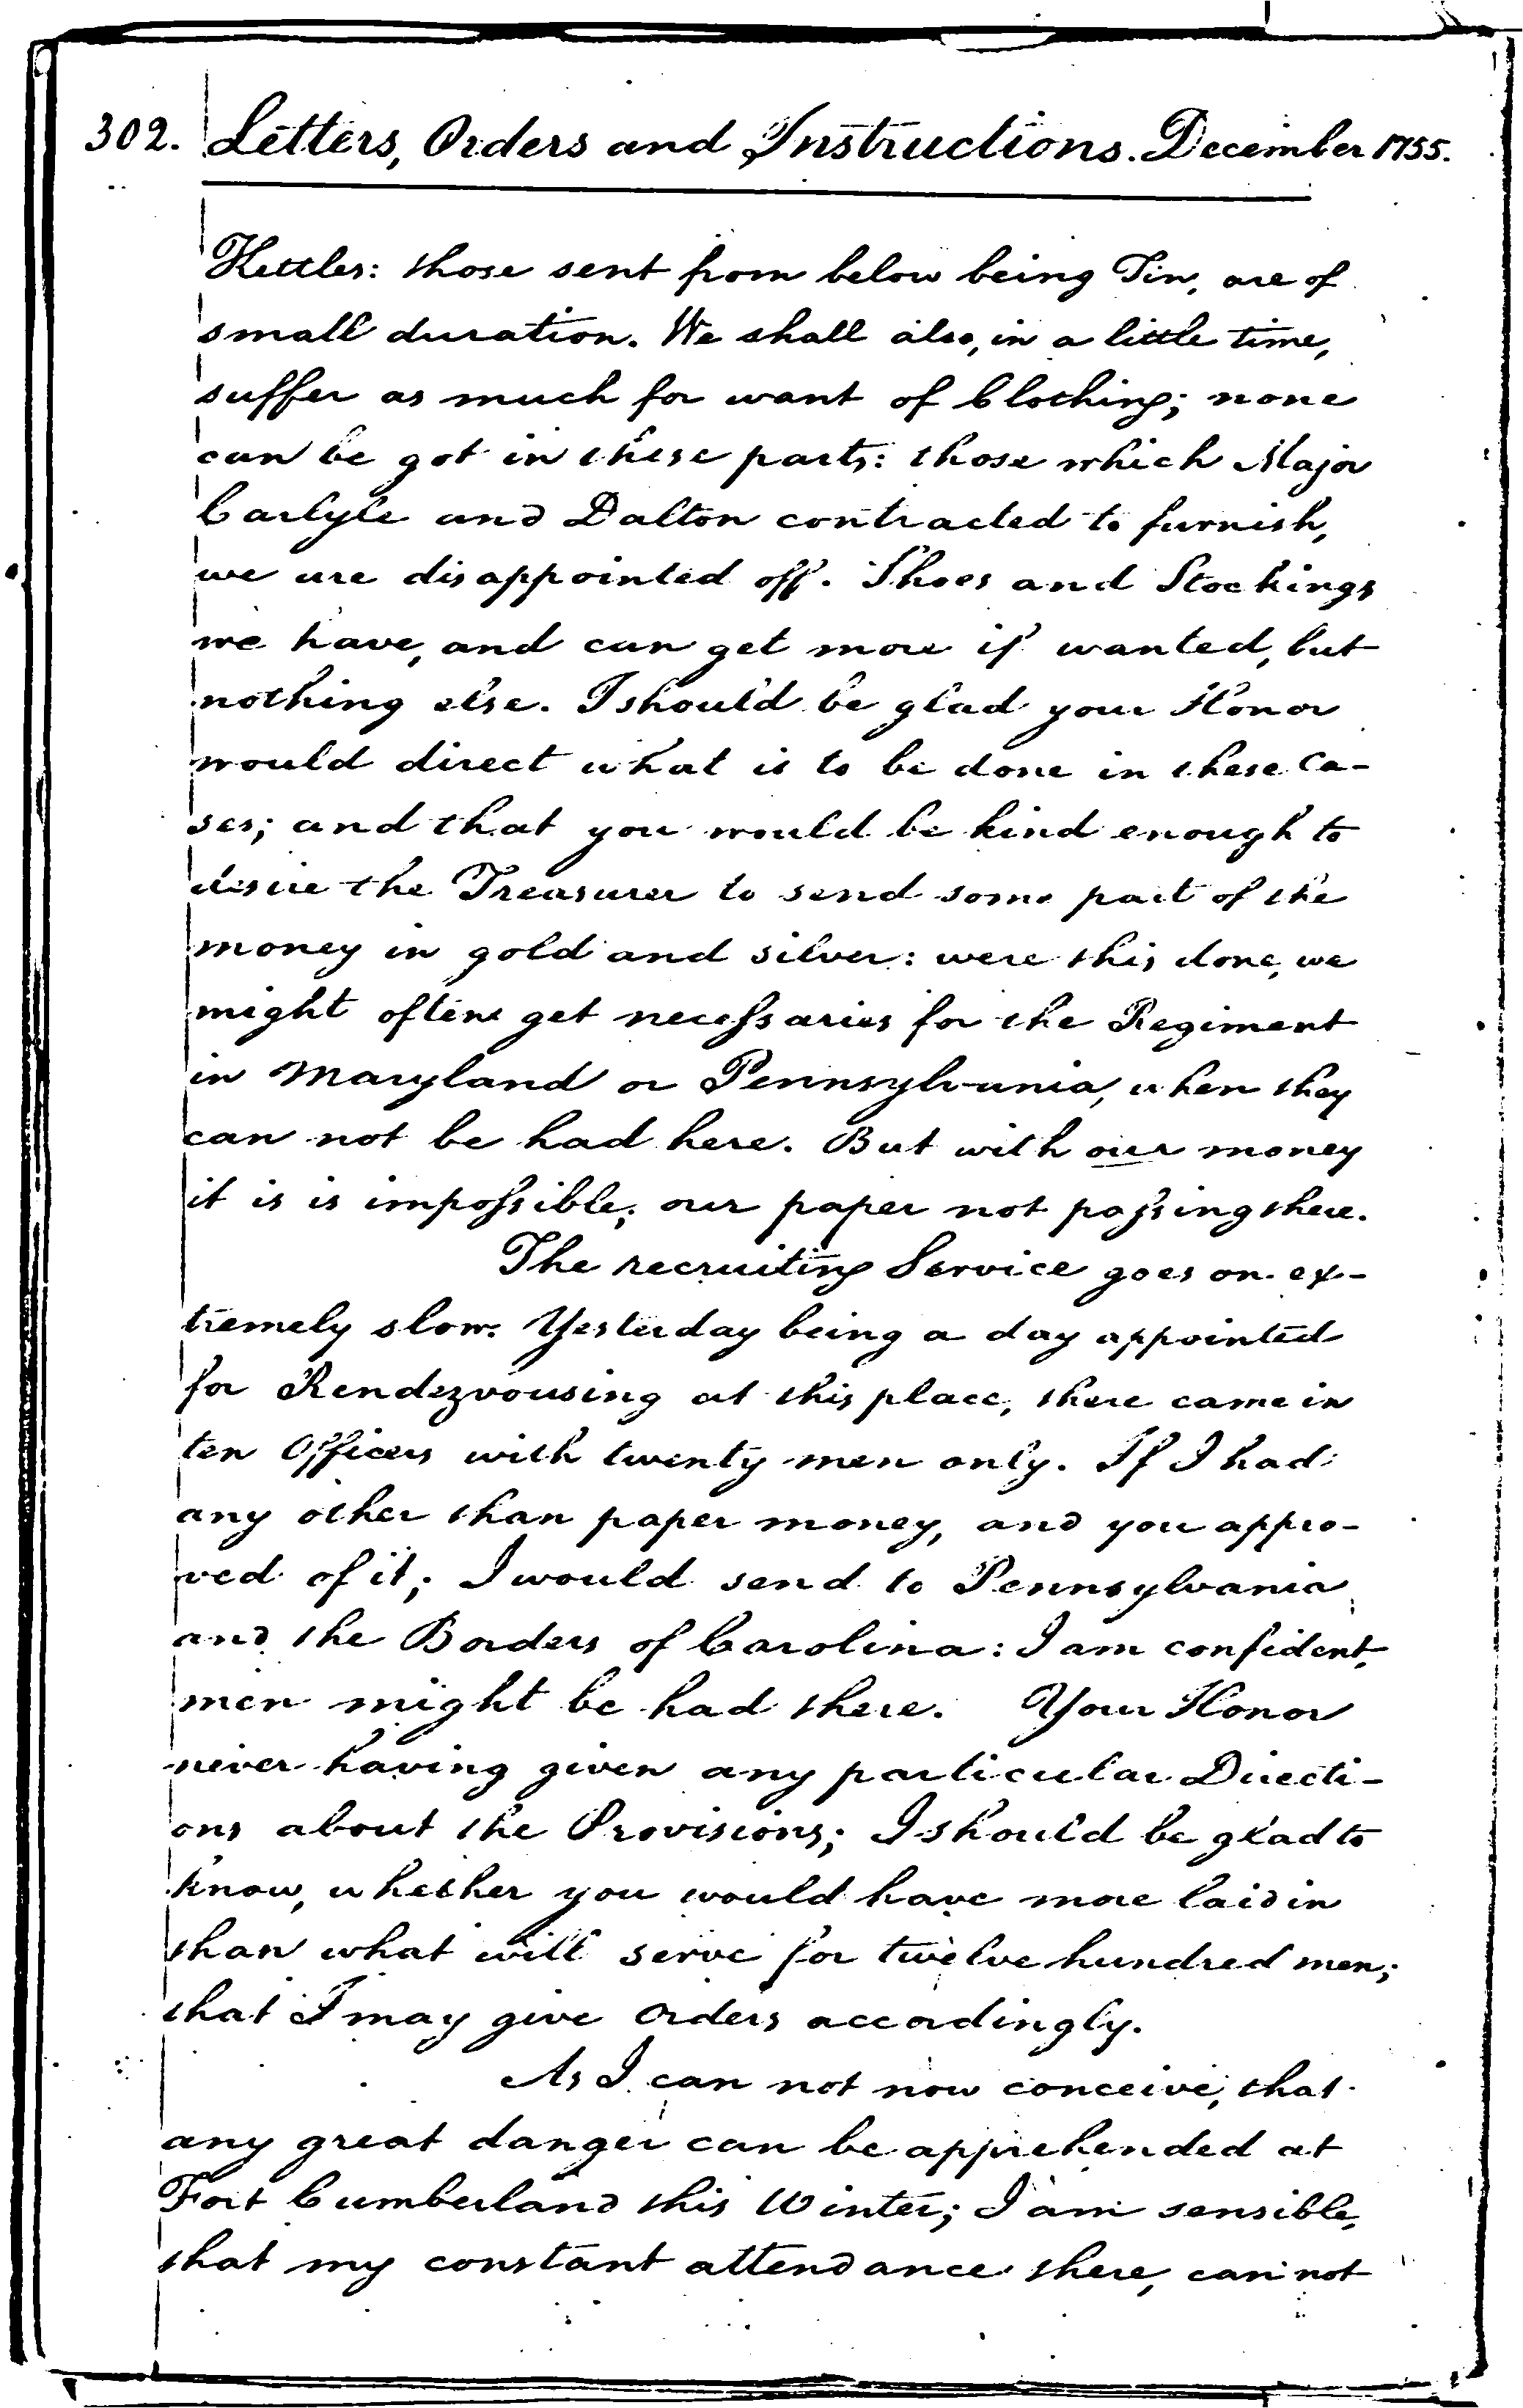 302. Letters, Orders and Instructions. December 1755.
Kettles: those sent from below being Tin, are of
small duration. We shall also, in a little time,
suffer as much for want of Clothing; none
can be got in these parts: those which Major
Carlyle and Dalton contracted to furnish,
we are disappointed off. Shoes and Stockings
we have, and can get more if wanted, but
nothing else. I should be glad your Honor
would direct what is to be done in these Ca-
ses; and that you would be kind enough to
desire the Treasurer to send some part of the
money in gold and silver: were this done, we
might often get necessaries for the Regiment
in Maryland or Pennsylvania, when they
can not be had here. But with our money
it is is impossible; our paper not passing there.
The recruiting Service goes on ex-
tremely slow. Yesterday being a day appointed
for Rendezvousing at this place, there came in
ten Officers with twenty men only. If I had
any other than paper money, and you appro-
ved of it; I would send to Pennsylvania
and the Borders of Carolina: I am confident,
men might be had there. Your Honor
never having given any particular Directi-
ons about the Provisions; I should be glad to
know, whether you would have more laid in
than what will serve for twelve hundred men;
that I may give Orders accordingly.
As I can not now conceive, that
any great danger can be apprehended at
Fort Cumberland this Winter; I am sensible,
that my constant attendance there, can not